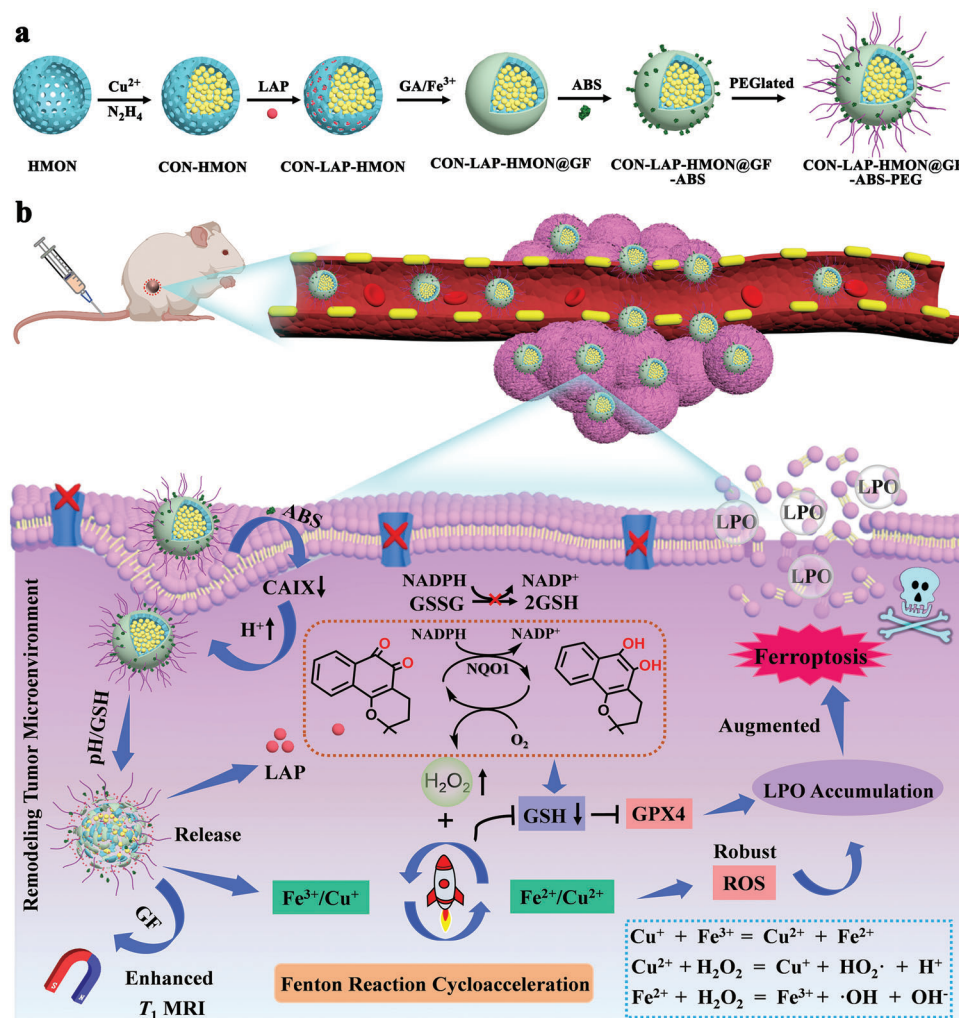 a
Cu²⁺
N₂H₄
LAP
GA/Fe³⁺
ABS
PEGlated
HMON
CON-HMON
CON-LAP-HMON
CON-LAP-HMON@GF
CON-LAP-HMON@GF
-ABS
CON-LAP-HMON@GF
-ABS-PEG
b
LPO
LPO
LPO
LPO
ABS
CAIX↓
H⁺↑
NADPH NADP⁺
GSSG 2GSH
NADPH NADP⁺
NQO1
O₂
O
O
O
OH
OH
O
Ferroptosis
Augmented
Remodeling Tumor Microenvironment
pH/GSH
LAP
H₂O₂ ↑
+
GSH ↓
GPX4
LPO Accumulation
Release
Robust
ROS
Fe³⁺/Cu⁺
Fe²⁺/Cu²⁺
GF
S
N
Enhanced
T₁ MRI
Fenton Reaction Cycloacceleration
Cu⁺ + Fe³⁺ = Cu²⁺ + Fe²⁺
Cu²⁺ + H₂O₂ = Cu⁺ + HO₂· + H⁺
Fe²⁺ + H₂O₂ = Fe³⁺ + ·OH + OH⁻